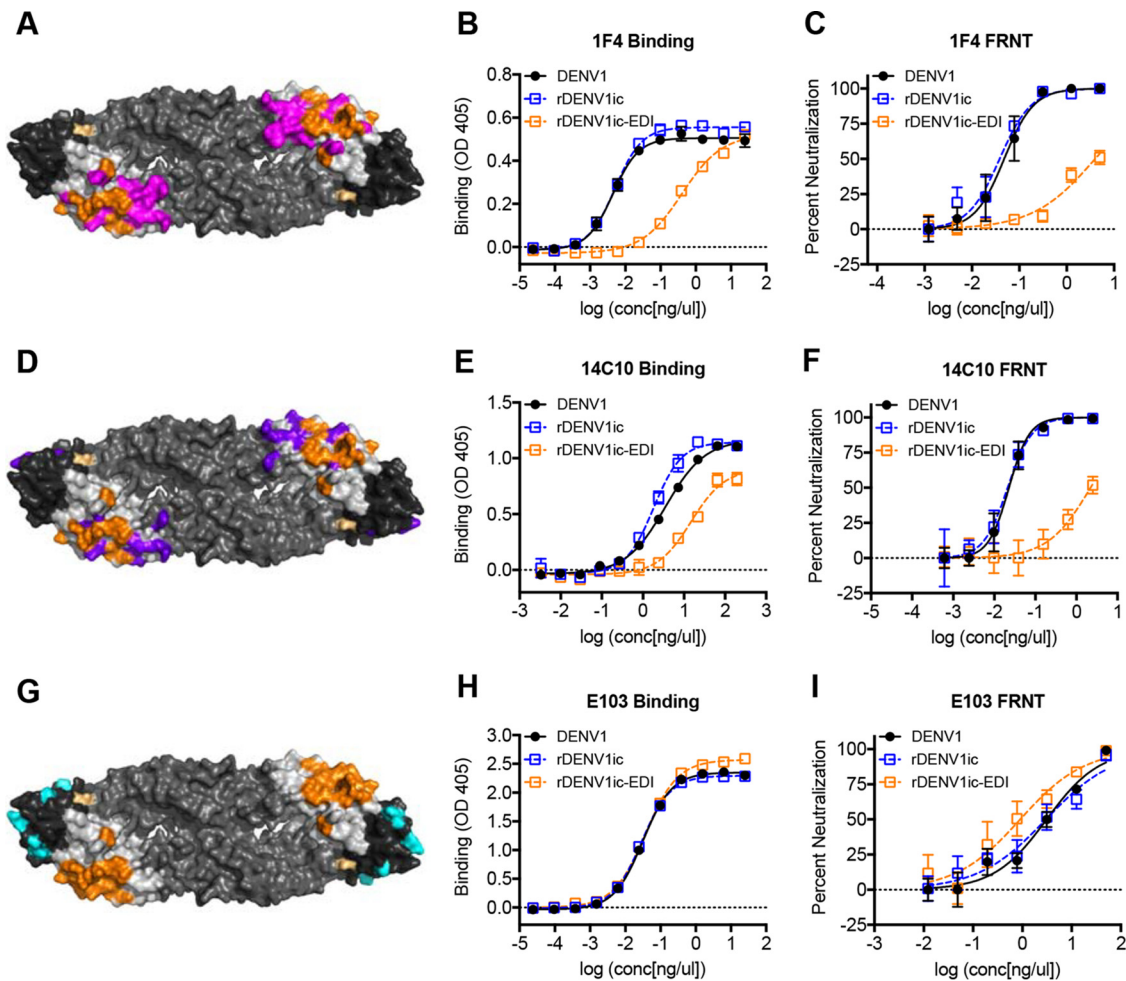 A
B
1F4 Binding
DENV1
rDENV1ic
rDENV1ic-EDI
Binding (OD 405)
0.8
0.6
0.4
0.2
0.0
-5 -4 -3 -2 -1 0 1 2
log (conc[ng/ul])
C
1F4 FRNT
DENV1
rDENV1ic
rDENV1ic-EDI
Percent Neutralization
100
75
50
25
0
-25
-4 -3 -2 -1 0 1
log (conc[ng/ul])
D
E
14C10 Binding
DENV1
rDENV1ic
rDENV1ic-EDI
Binding (OD 405)
1.5
1.0
0.5
0.0
-3 -2 -1 0 1 2 3
log (conc[ng/ul])
F
14C10 FRNT
DENV1
rDENV1ic
rDENV1ic-EDI
Percent Neutralization
100
75
50
25
0
-25
-5 -4 -3 -2 -1 0 1
log (conc[ng/ul])
G
H
E103 Binding
DENV1
rDENV1ic
rDENV1ic-EDI
Binding (OD 405)
3.0
2.5
2.0
1.5
1.0
0.5
0.0
-5 -4 -3 -2 -1 0 1 2
log (conc[ng/ul])
I
E103 FRNT
DENV1
rDENV1ic
rDENV1ic-EDI
Percent Neutralization
100
75
50
25
0
-25
-3 -2 -1 0 1 2
log (conc[ng/ul])